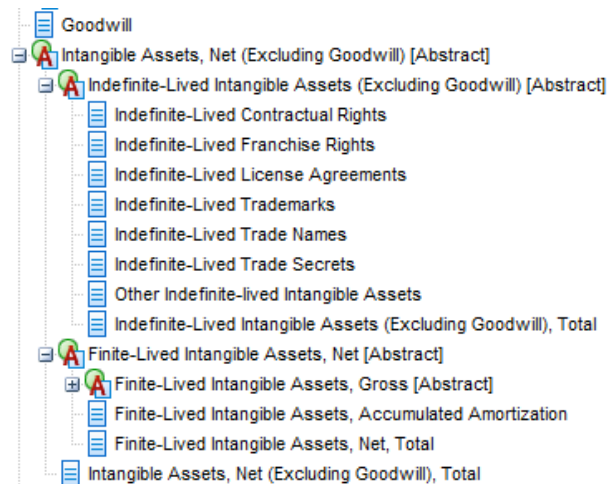 Goodwill
Intangible Assets, Net (Excluding Goodwill) [Abstract]
Indefinite-Lived Intangible Assets (Excluding Goodwill) [Abstract]
Indefinite-Lived Contractual Rights
Indefinite-Lived Franchise Rights
Indefinite-Lived License Agreements
Indefinite-Lived Trademarks
Indefinite-Lived Trade Names
Indefinite-Lived Trade Secrets
Other Indefinite-lived Intangible Assets
Indefinite-Lived Intangible Assets (Excluding Goodwill), Total
Finite-Lived Intangible Assets, Net [Abstract]
Finite-Lived Intangible Assets, Gross [Abstract]
Finite-Lived Intangible Assets, Accumulated Amortization
Finite-Lived Intangible Assets, Net, Total
Intangible Assets, Net (Excluding Goodwill), Total